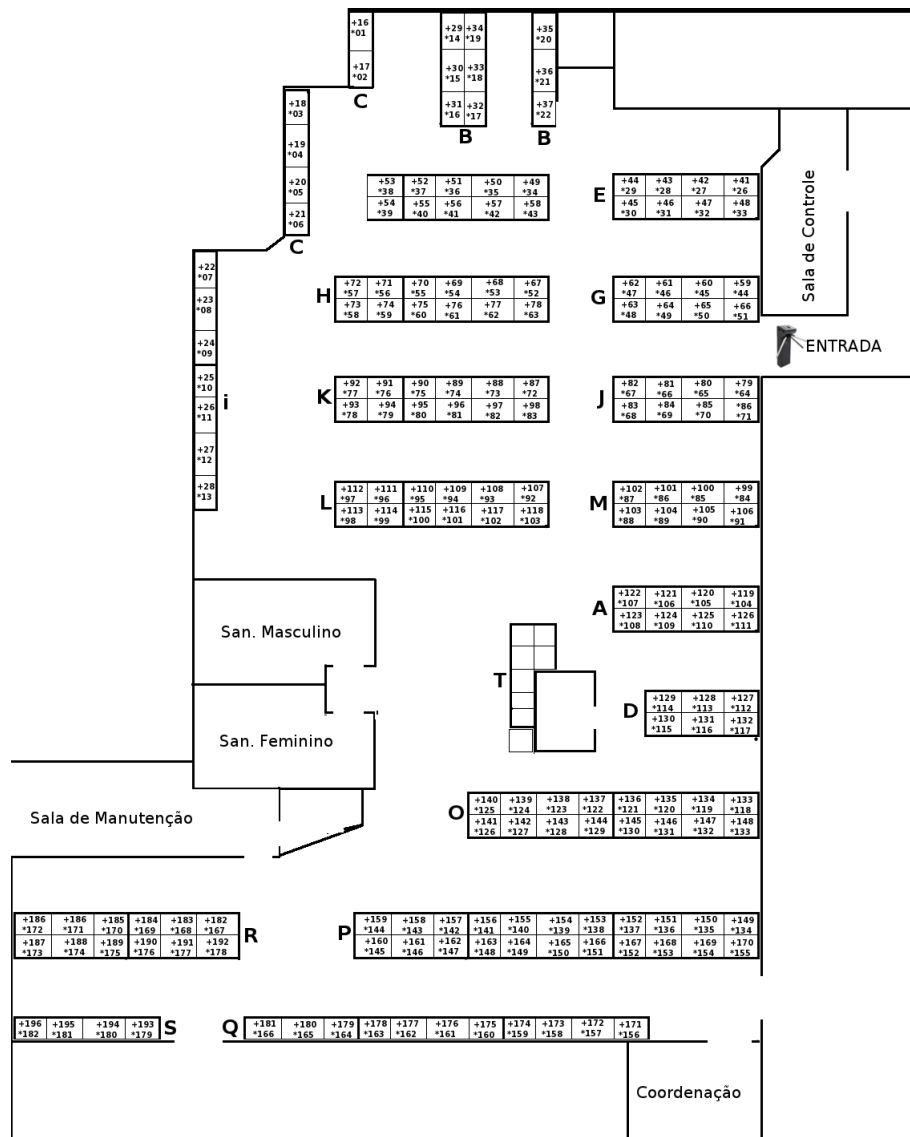 +16
*01
+17
*02
C
+29 +34
*14 *19
+30 +33
*15 *18
+31 +32
*16 *17
B
+35
*20
+36
*21
+37
*22
B
+18
*03
+19
*04
+20
*05
+21
*06
C
+53 +52 +51 +50 +49
*38 *37 *36 *35 *34
+54 +55 +56 +57 +58
*39 *40 *41 *42 *43
E
+44 +43 +42 +41
*29 *28 *27 *26
+45 +46 +47 +48
*30 *31 *32 *33
Sala de Controle
+22
*07
+23
*08
+24
*09
+25
*10
+26
*11
+27
*12
+28
*13
i
H
+72 +71 +70 +69 +68 +67
*57 *56 *55 *54 *53 *52
+73 +74 +75 +76 +77 +78
*58 *59 *60 *61 *62 *63
G
+62 +61 +60 +59
*47 *46 *45 *44
+63 +64 +65 +66
*48 *49 *50 *51
ENTRADA
K
+92 +91 +90 +89 +88 +87
*77 *76 *75 *74 *73 *72
+93 +94 +95 +96 +97 +98
*78 *79 *80 *81 *82 *83
J
+82 +81 +80 +79
*67 *66 *65 *64
+83 +84 +85 +86
*68 *69 *70 *71
L
+112 +111 +110 +109 +108 +107
*97 *96 *95 *94 *93 *92
+113 +114 +115 +116 +117 +118
*98 *99 *100 *101 *102 *103
M
+102 +101 +100 +99
*87 *86 *85 *84
+103 +104 +105 +106
*88 *89 *90 *91
A
+122 +121 +120 +119
*107 *106 *105 *104
+123 +124 +125 +126
*108 *109 *110 *111
San. Masculino
T
D
+129 +128 +127
*114 *113 *112
+130 +131 +132
*115 *116 *117
San. Feminino
Sala de Manutenção
O
+140 +139 +138 +137 +136 +135 +134 +133
*125 *124 *123 *122 *121 *120 *119 *118
+141 +142 +143 +144 +145 +146 +147 +148
*126 *127 *128 *129 *130 *131 *132 *133
+186 +186 +185 +184 +183 +182
*172 *171 *170 *169 *168 *167
+187 +188 +189 +190 +191 +192
*173 *174 *175 *176 *177 *178
R
P
+159 +158 +157 +156 +155 +154 +153 +152 +151 +150 +149
*144 *143 *142 *141 *140 *139 *138 *137 *136 *135 *134
+160 +161 +162 +163 +164 +165 +166 +167 +168 +169 +170
*145 *146 *147 *148 *149 *150 *151 *152 *153 *154 *155
+196 +195 +194 +193
*182 *181 *180 *179
S
Q
+181 +180 +179 +178 +177 +176 +175 +174 +173 +172 +171
*166 *165 *164 *163 *162 *161 *160 *159 *158 *157 *156
Coordenação